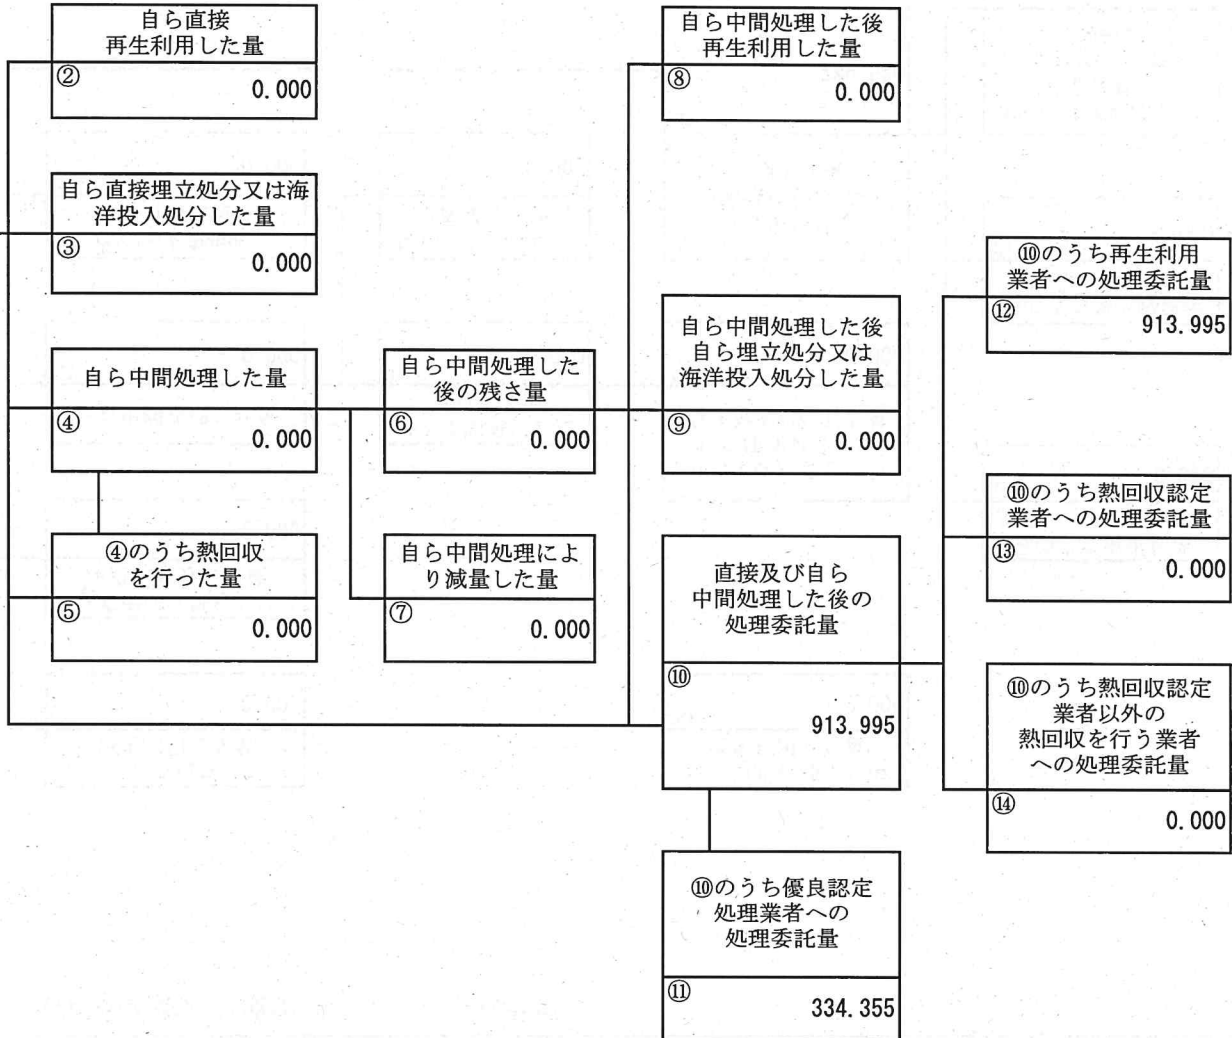 自ら直接
再生利用した量
②
0.000
自ら直接埋立処分又は海
洋投入処分した量
③
0.000
自ら中間処理した量
④
0.000
④のうち熱回収
を行った量
⑤
0.000
自ら中間処理した
後の残さ量
⑥
0.000
自ら中間処理によ
り減量した量
⑦
0.000
自ら中間処理した後
再生利用した量
⑧
0.000
自ら中間処理した後
自ら埋立処分又は
海洋投入処分した量
⑨
0.000
直接及び自ら
中間処理した後の
処理委託量
⑩
913.995
⑩のうち優良認定
処理業者への
処理委託量
⑪
334.355
⑩のうち再生利用
業者への処理委託量
⑫
913.995
⑩のうち熱回収認定
業者への処理委託量
⑬
0.000
⑩のうち熱回収認定
業者以外の
熱回収を行う業者
への処理委託量
⑭
0.000